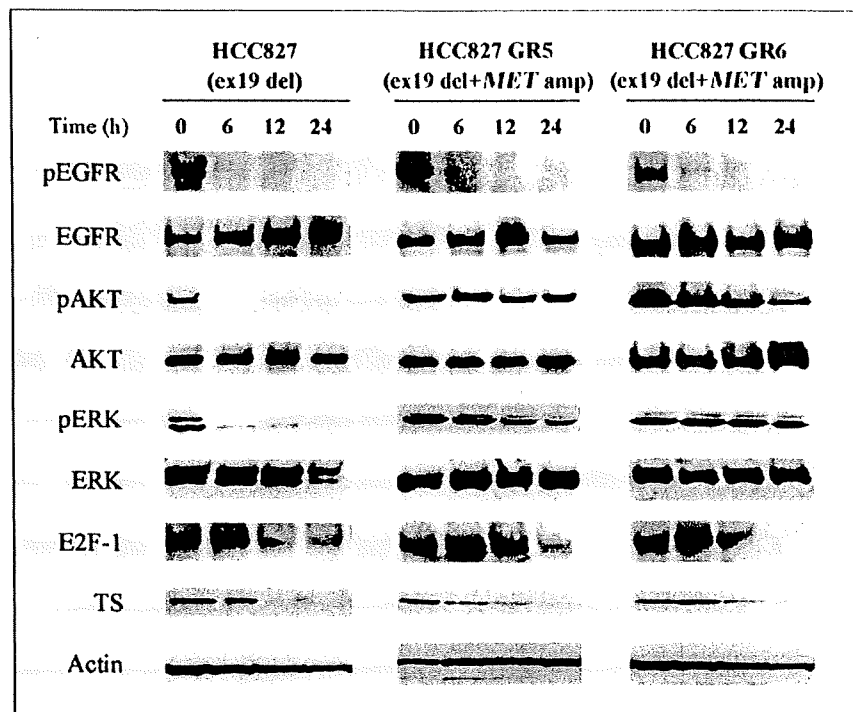 HCC827 HCC827 GR5 HCC827 GR6
(ex19 del) (ex19 del+MET amp) (ex19 del+MET amp)
Time (h) 0 6 12 24 0 6 12 24 0 6 12 24
pEGFR
EGFR
pAKT
AKT
pERK
ERK
E2F-1
TS
Actin